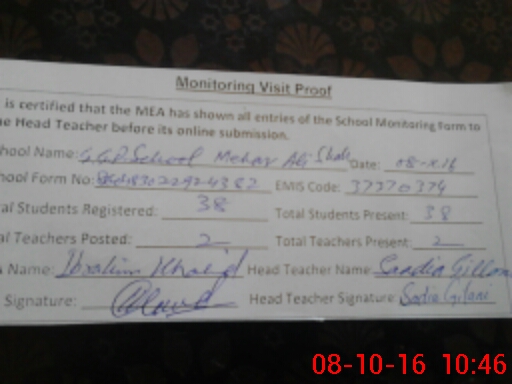 Monitoring Visit Proof
is certified that the MEA has shown all entries of the School Monitoring Form to
he Head Teacher before its online submission.
chool Name: G.G.P.School Mehar Ali Shah Date: 08-X-16
chool Form No: EMIS Code: 37370374
al Students Registered: 38 Total Students Present: 38
al Teachers Posted: 2 Total Teachers Present: 2
Name: Ibrahim Khalid Head Teacher Name: Saadia Gillani
Signature: Head Teacher Signature: Sadia Gilani
08-10-16 10:46